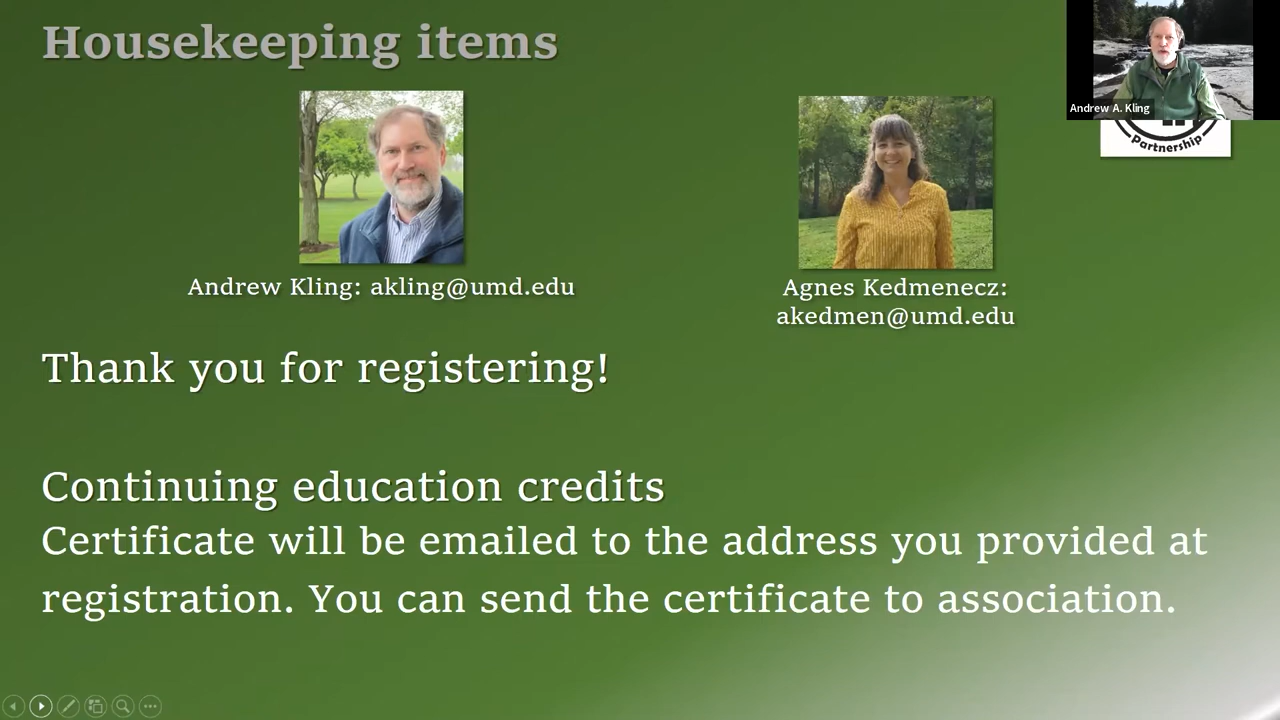 Housekeeping items
Andrew A. Kling
Partnership
Andrew Kling: akling@umd.edu
Agnes Kedmenecz:
akedmen@umd.edu
Thank you for registering!
Continuing education credits
Certificate will be emailed to the address you provided at
registration. You can send the certificate to association.